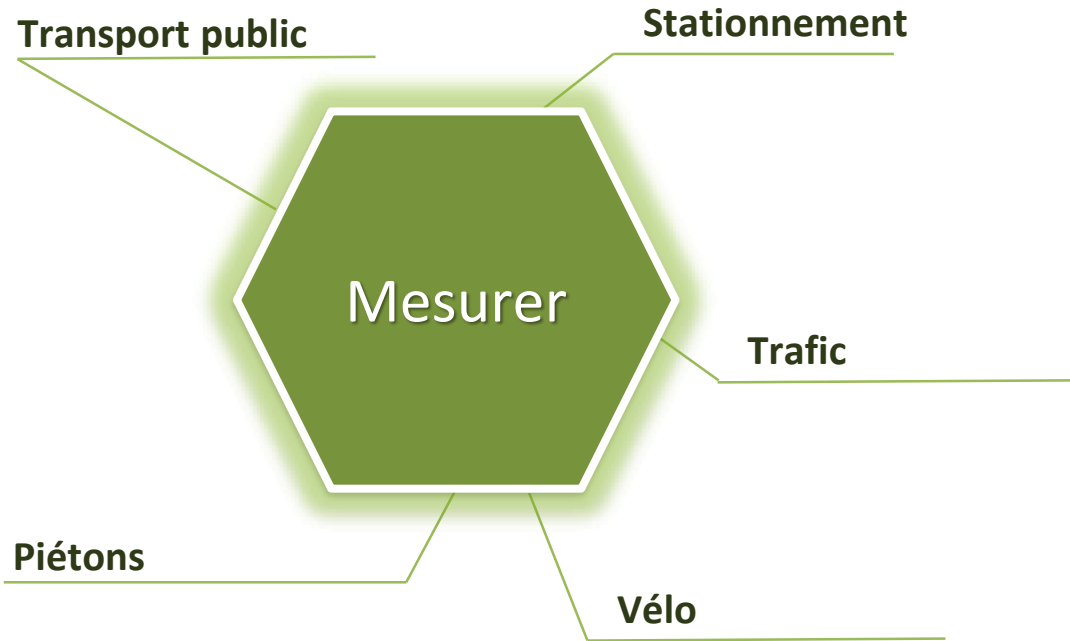 Transport public
Stationnement
Mesurer
Trafic
Piétons
Vélo